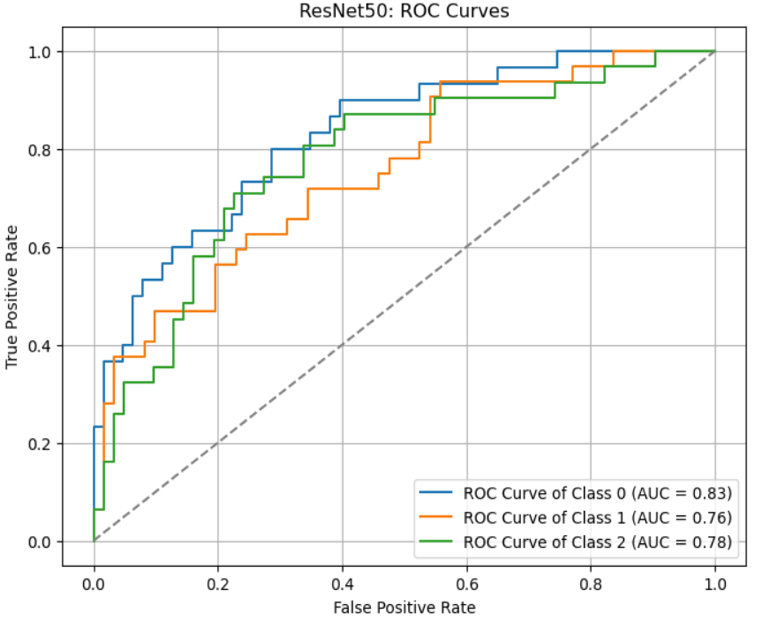 ResNet50: ROC Curves
1.0
0.8
0.6
0.4
0.2
0.0
True Positive Rate
ROC Curve of Class 0 (AUC = 0.83)
ROC Curve of Class 1 (AUC = 0.76)
ROC Curve of Class 2 (AUC = 0.78)
0.0 0.2 0.4 0.6 0.8 1.0
False Positive Rate